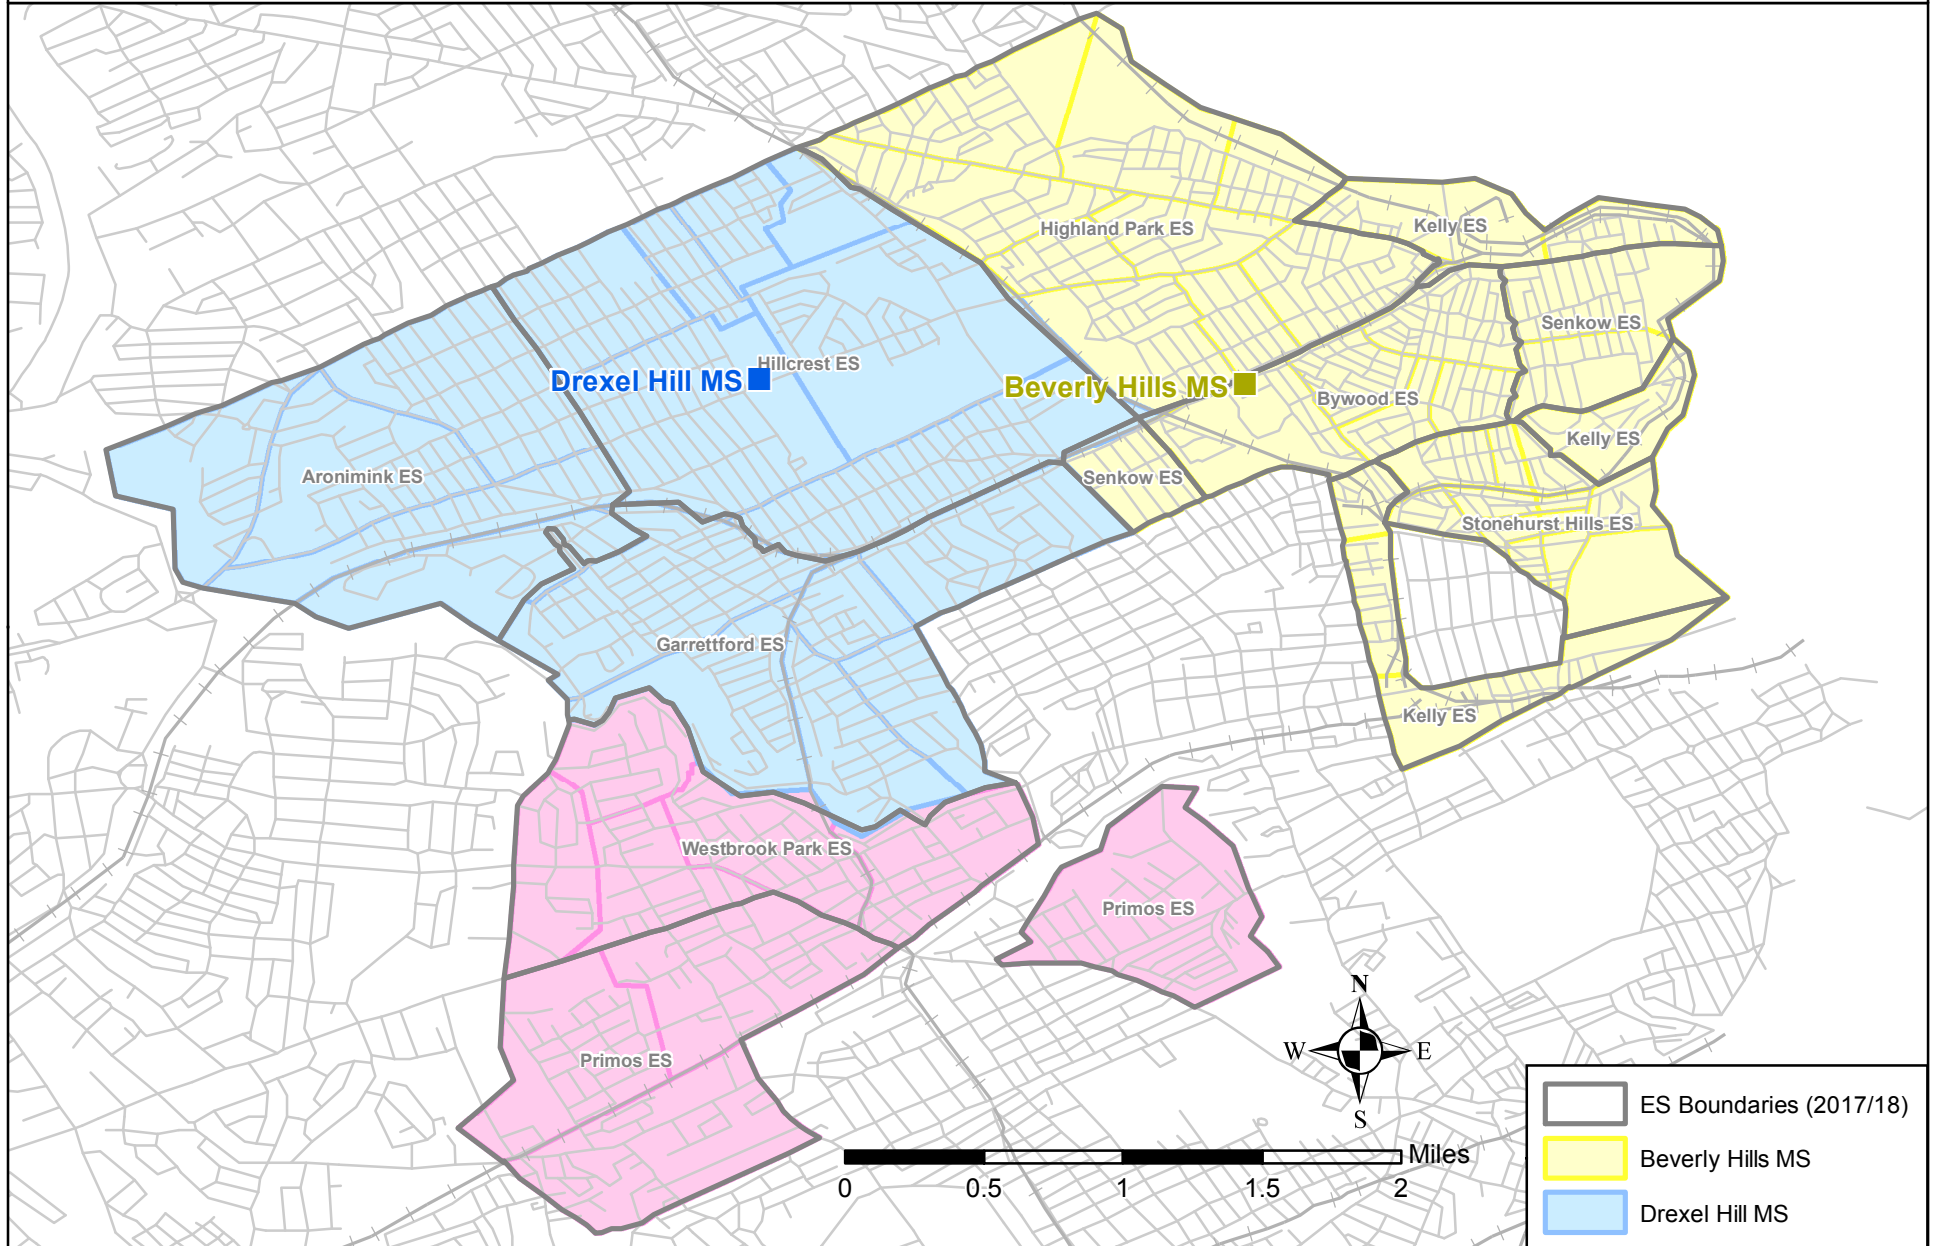 Highland Park ES
Kelly ES
Senkow ES
Hillcrest ES
Drexel Hill MS
Beverly Hills MS
Bywood ES
Kelly ES
Aronimink ES
Senkow ES
Stonehurst Hills ES
Garrettford ES
Kelly ES
Westbrook Park ES
Primos ES
Primos ES
N
W
E
S
Miles
0
0.5
1
1.5
2
ES Boundaries (2017/18)
Beverly Hills MS
Drexel Hill MS